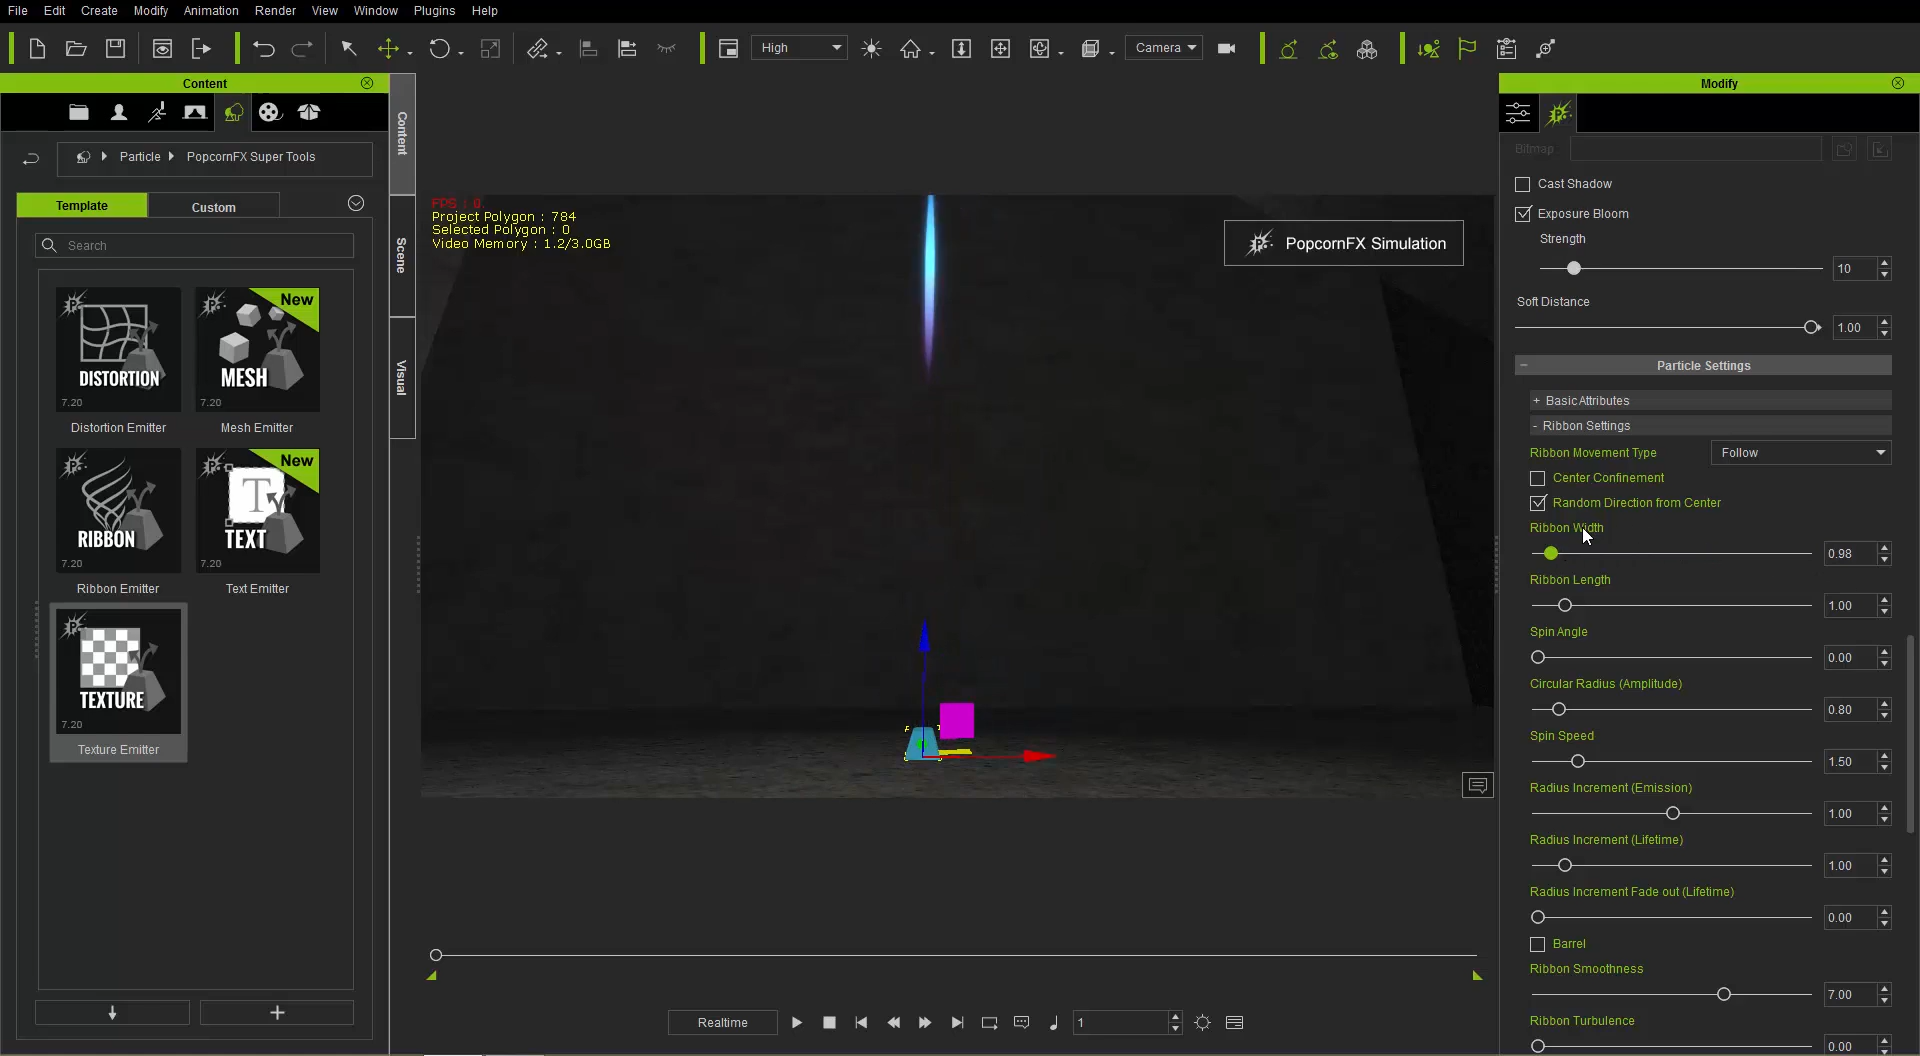 File Edit Create Modify Animation Render View Window Plugins Help
High
Camera
Content
Modify
Content
Scene
Visual
Particle
PopcornFX Super Tools
Template
Custom
Search
DISTORTION
7.20
Distortion Emitter
New
MESH
7.20
Mesh Emitter
RIBBON
7.20
Ribbon Emitter
New
T
TEXT
7.20
Text Emitter
TEXTURE
7.20
Texture Emitter
FPS : 0
Project Polygon : 784
Selected Polygon : 0
Video Memory : 1.2/3.0GB
PopcornFX Simulation
Realtime
1
Bitmap
Cast Shadow
Exposure Bloom
Strength
10
Soft Distance
1.00
- Particle Settings
+ Basic Attributes
- Ribbon Settings
Ribbon Movement Type Follow
Center Confinement
Random Direction from Center
Ribbon Width
0.98
Ribbon Length
1.00
Spin Angle
0.00
Circular Radius (Amplitude)
0.80
Spin Speed
1.50
Radius Increment (Emission)
1.00
Radius Increment (Lifetime)
1.00
Radius Increment Fade out (Lifetime)
0.00
Barrel
Ribbon Smoothness
7.00
Ribbon Turbulence
0.00